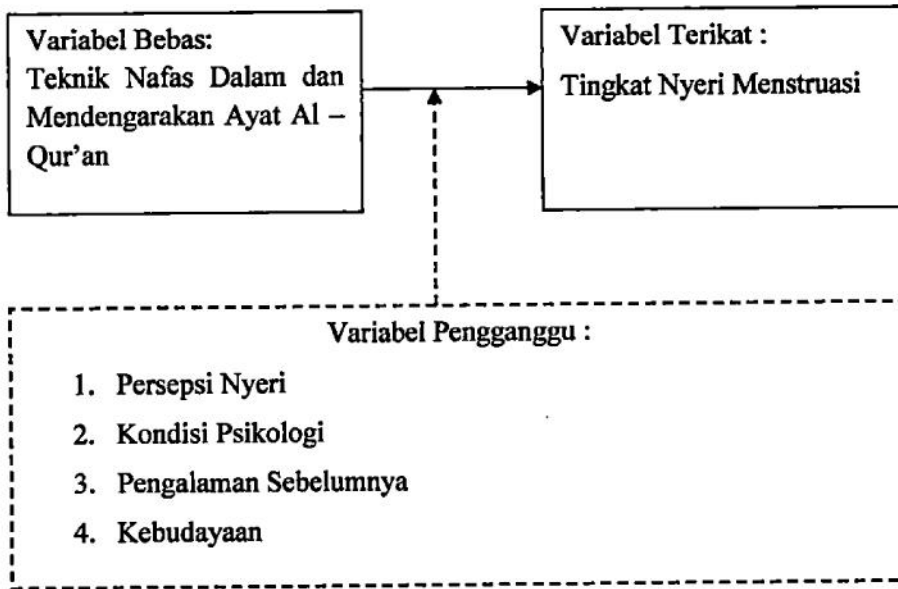 Variabel Bebas:
Teknik Nafas Dalam dan
Mendengarakan Ayat Al –
Qur'an
Variabel Terikat :
Tingkat Nyeri Menstruasi
Variabel Pengganggu :
1. Persepsi Nyeri
2. Kondisi Psikologi
3. Pengalaman Sebelumnya
4. Kebudayaan